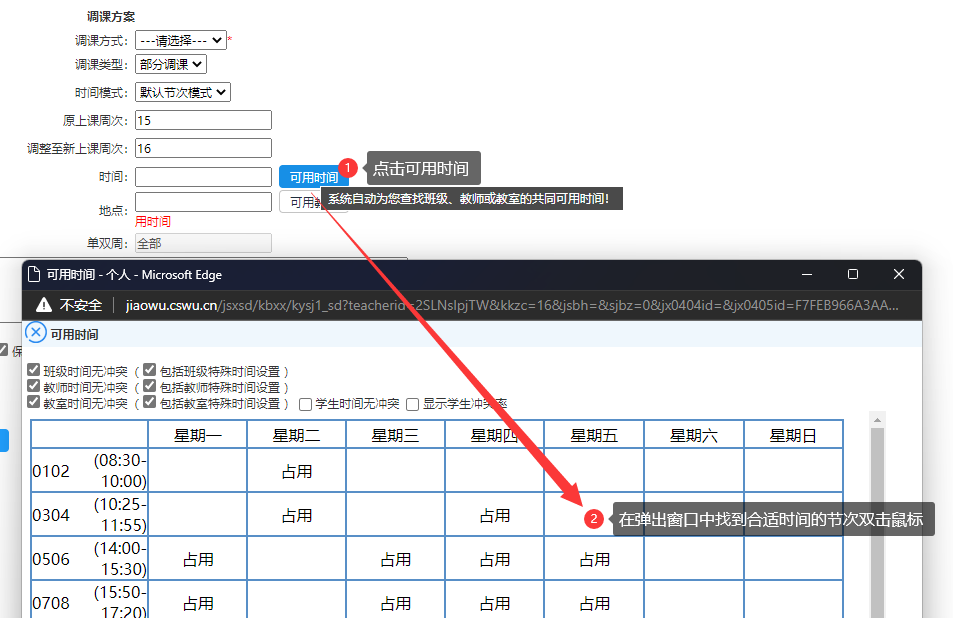 调课方案
调课方式： ---请选择--- *
调课类型： 部分调课
时间模式： 默认节次模式
原上课周次： 15
调整至新上课周次： 16
时间： 可用时间 1 点击可用时间
系统自动为您查找班级、教师或教室的共同可用时间！
地点： 可用
用时间
单双周： 全部
可用时间 - 个人 - Microsoft Edge
不安全 jiaowu.cswu.cn/jsxsd/kbxx/kysj1_sd?teacherid=2SLNslpjTW&kkzc=16&jsbh=&sjbz=0&jx0404id=&jx0405id=F7FEB966A3AA...
可用时间
保
班级时间无冲突 （ 包括班级特殊时间设置 ）
教师时间无冲突 （ 包括教师特殊时间设置 ）
教室时间无冲突 （ 包括教室特殊时间设置 ） 学生时间无冲突 显示学生冲突率
星期一 星期二 星期三 星期四 星期五 星期六 星期日
0102 (08:30-10:00) 占用
0304 (10:25-11:55) 占用 占用
2 在弹出窗口中找到合适时间的节次双击鼠标
0506 (14:00-15:30) 占用 占用 占用 占用
0708 (15:50-17:20) 占用 占用 占用 占用